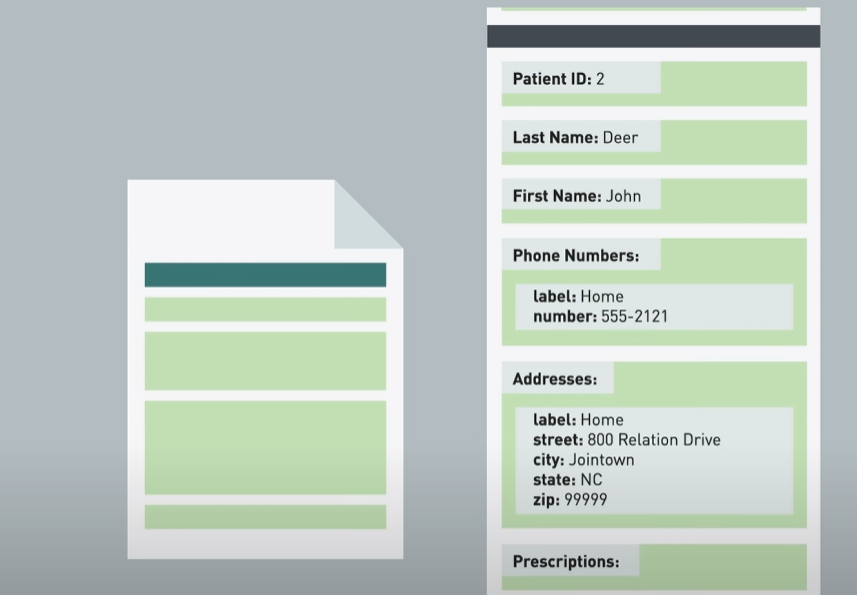 Patient ID: 2
Last Name: Deer
First Name: John
Phone Numbers:
label: Home
number: 555-2121
Addresses:
label: Home
street: 800 Relation Drive
city: Jointown
state: NC
zip: 99999
Prescriptions: